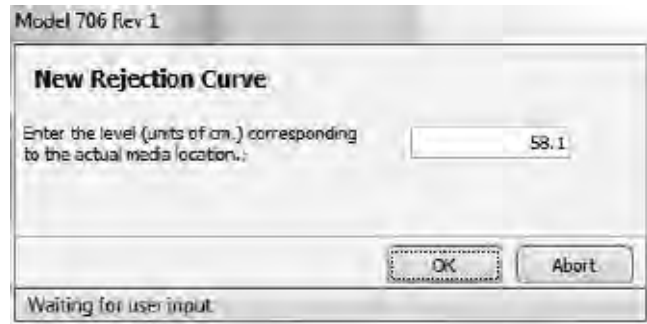 Model 706 Rev 1
New Rejection Curve
Enter the level (units of cm.) corresponding
to the actual media location.:
58.1
OK
Abort
Waiting for user input